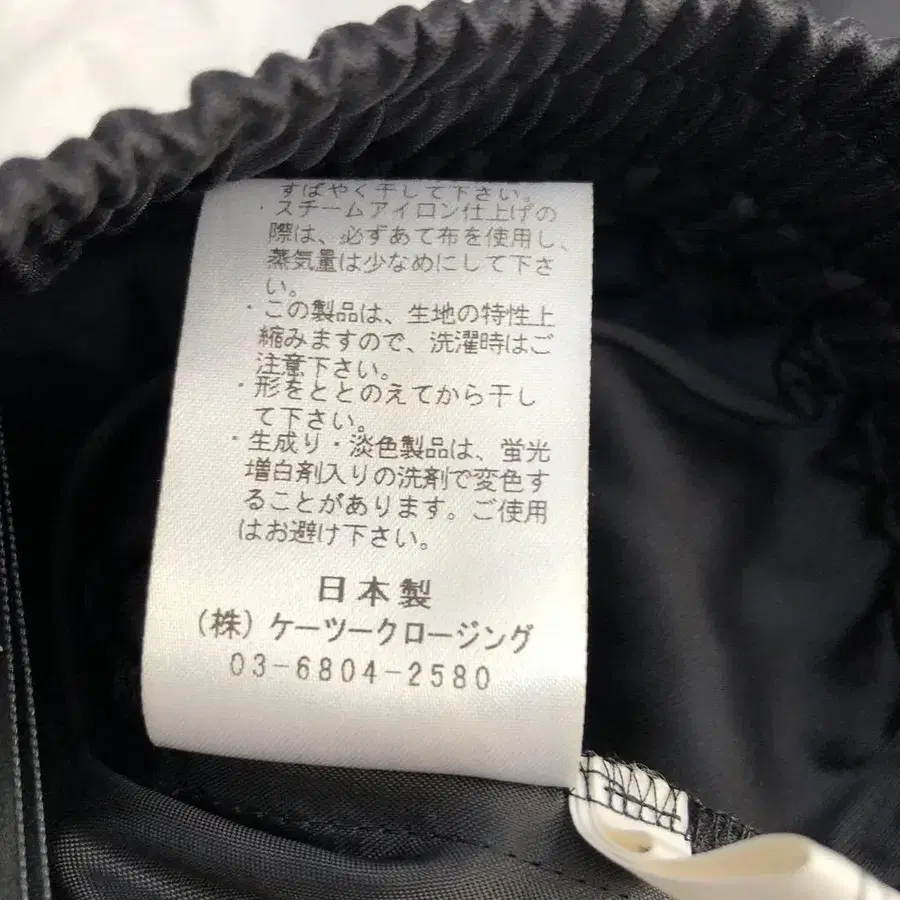 すばやく干して下さい。
・スチームアイロン仕上げの
際は、必ずあて布を使用し、
蒸気量は少なめにして下さ
い。
・この製品は、生地の特性上
縮みますので、洗濯時はご
注意下さい。
・形をととのえてから干し
て下さい。
・生成り・淡色製品は、蛍光
増白剤入りの洗剤で変色す
ることがあります。ご使用
はお避け下さい。
日本製
(株)ケーツークロージング
03-6804-2580